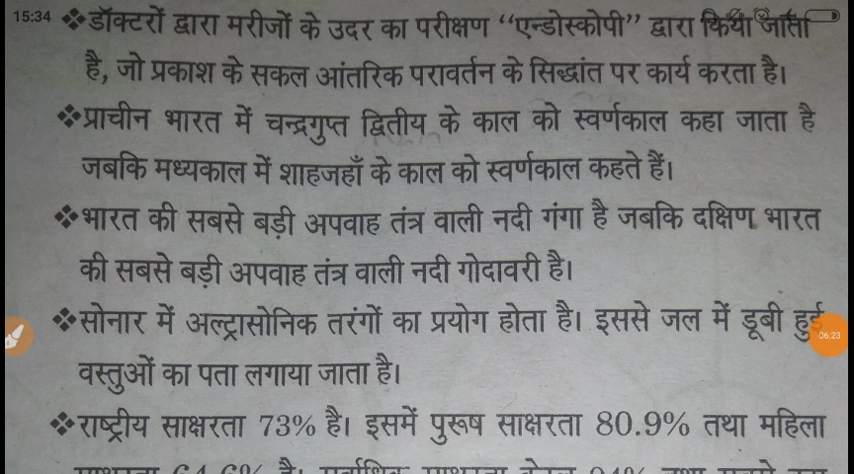 15:34 ❖डॉक्टरों द्वारा मरीजों के उदर का परीक्षण “एन्डोस्कोपी” द्वारा किया जाता
है, जो प्रकाश के सकल आंतरिक परावर्तन के सिद्धांत पर कार्य करता है।
❖प्राचीन भारत में चन्द्रगुप्त द्वितीय के काल को स्वर्णकाल कहा जाता है
जबकि मध्यकाल में शाहजहाँ के काल को स्वर्णकाल कहते हैं।
❖भारत की सबसे बड़ी अपवाह तंत्र वाली नदी गंगा है जबकि दक्षिण भारत
की सबसे बड़ी अपवाह तंत्र वाली नदी गोदावरी है।
❖सोनार में अल्ट्रासोनिक तरंगों का प्रयोग होता है। इससे जल में डूबी हुई
06:23
वस्तुओं का पता लगाया जाता है।
❖राष्ट्रीय साक्षरता 73% है। इसमें पुरूष साक्षरता 80.9% तथा महिला